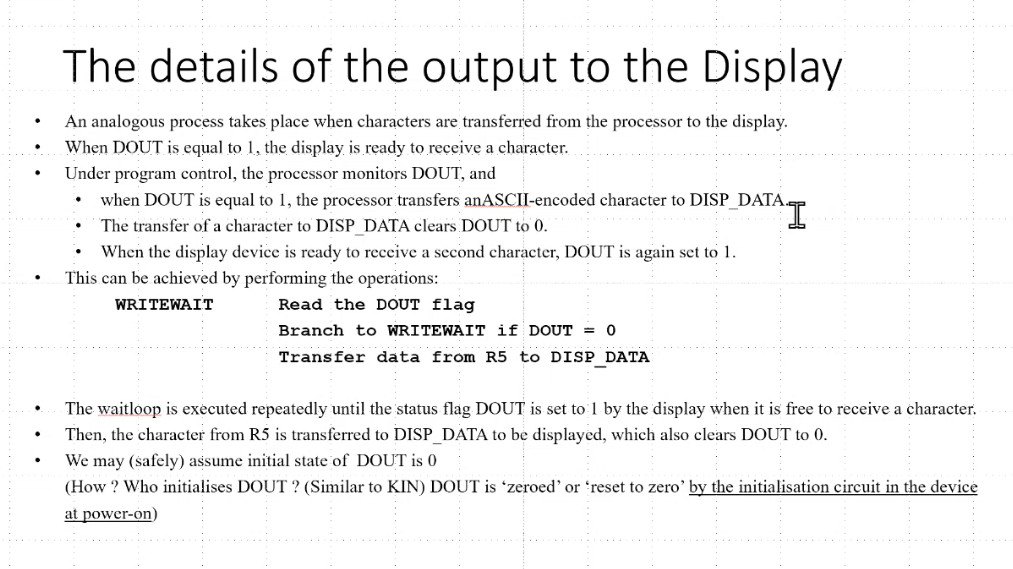 The details of the output to the Display
• An analogous process takes place when characters are transferred from the processor to the display.
• When DOUT is equal to 1, the display is ready to receive a character.
• Under program control, the processor monitors DOUT, and
• when DOUT is equal to 1, the processor transfers anASCII-encoded character to DISP_DATA.
• The transfer of a character to DISP_DATA clears DOUT to 0.
• When the display device is ready to receive a second character, DOUT is again set to 1.
• This can be achieved by performing the operations:
WRITEWAIT Read the DOUT flag
Branch to WRITEWAIT if DOUT = 0
Transfer data from R5 to DISP_DATA
• The waitloop is executed repeatedly until the status flag DOUT is set to 1 by the display when it is free to receive a character.
• Then, the character from R5 is transferred to DISP_DATA to be displayed, which also clears DOUT to 0.
• We may (safely) assume initial state of DOUT is 0
(How ? Who initialises DOUT ? (Similar to KIN) DOUT is ‘zeroed’ or ‘reset to zero’ by the initialisation circuit in the device
at power-on)